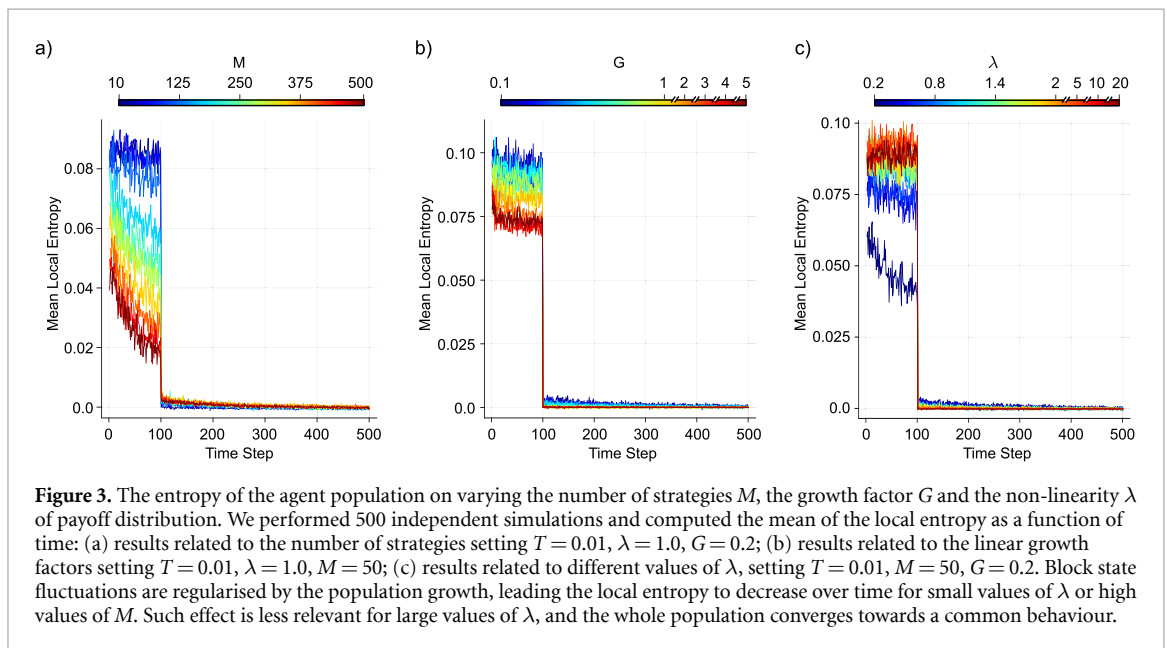 a)
M
10 125 250 375 500
Mean Local Entropy
0.08
0.06
0.04
0.02
0.0
0 100 200 300 400 500
Time Step
b)
G
0.1 1 2 3 4 5
Mean Local Entropy
0.10
0.075
0.050
0.025
0.0
0 100 200 300 400 500
Time Step
c)
λ
0.2 0.8 1.4 2 5 10 20
Mean Local Entropy
0.10
0.075
0.050
0.025
0.0
0 100 200 300 400 500
Time Step
Figure 3. The entropy of the agent population on varying the number of strategies M, the growth factor G and the non-linearity λ
of payoff distribution. We performed 500 independent simulations and computed the mean of the local entropy as a function of
time: (a) results related to the number of strategies setting T = 0.01, λ = 1.0, G = 0.2; (b) results related to the linear growth
factors setting T = 0.01, λ = 1.0, M = 50; (c) results related to different values of λ, setting T = 0.01, M = 50, G = 0.2. Block state
fluctuations are regularised by the population growth, leading the local entropy to decrease over time for small values of λ or high
values of M. Such effect is less relevant for large values of λ, and the whole population converges towards a common behaviour.